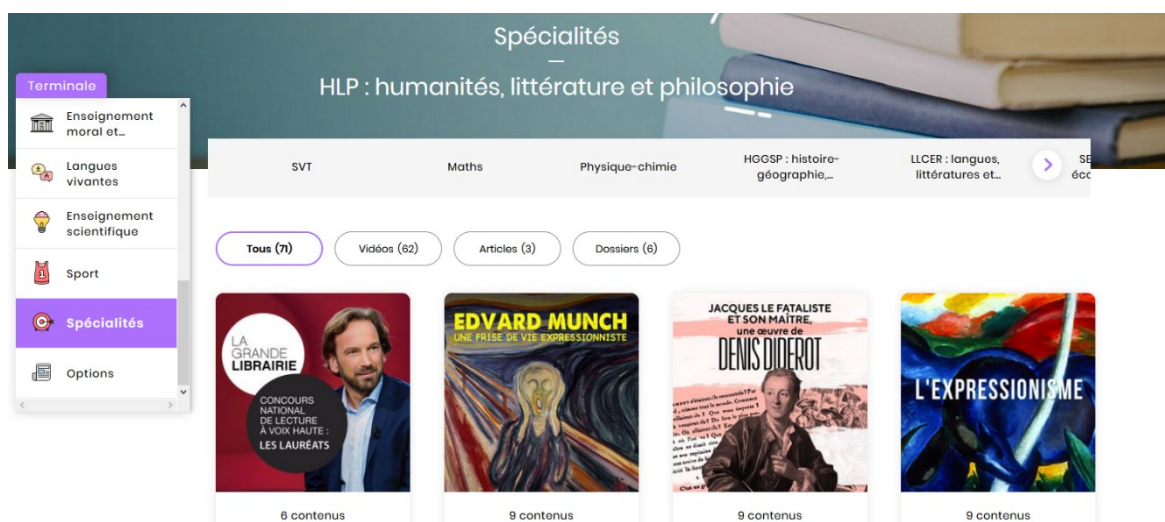 Spécialités
HLP : humanités, littérature et philosophie
Terminale
Enseignement
moral et…
Langues
vivantes
Enseignement
scientifique
Sport
Spécialités
Options
SVT
Maths
Physique-chimie
HGGSP : histoire-
géographie,…
LLCER : langues,
littératures et…
Tous (71)
Vidéos (62)
Articles (3)
Dossiers (6)
LA
GRANDE
LIBRAIRIE
CONCOURS
NATIONAL
DE LECTURE
À VOIX HAUTE :
LES LAURÉATS
6 contenus
EDVARD MUNCH
UNE FRISE DE VIE EXPRESSIONNISTE
9 contenus
JACQUES LE FATALISTE
ET SON MAÎTRE,
une œuvre de
DENIS DIDEROT
9 contenus
L'EXPRESSIONISME
9 contenus